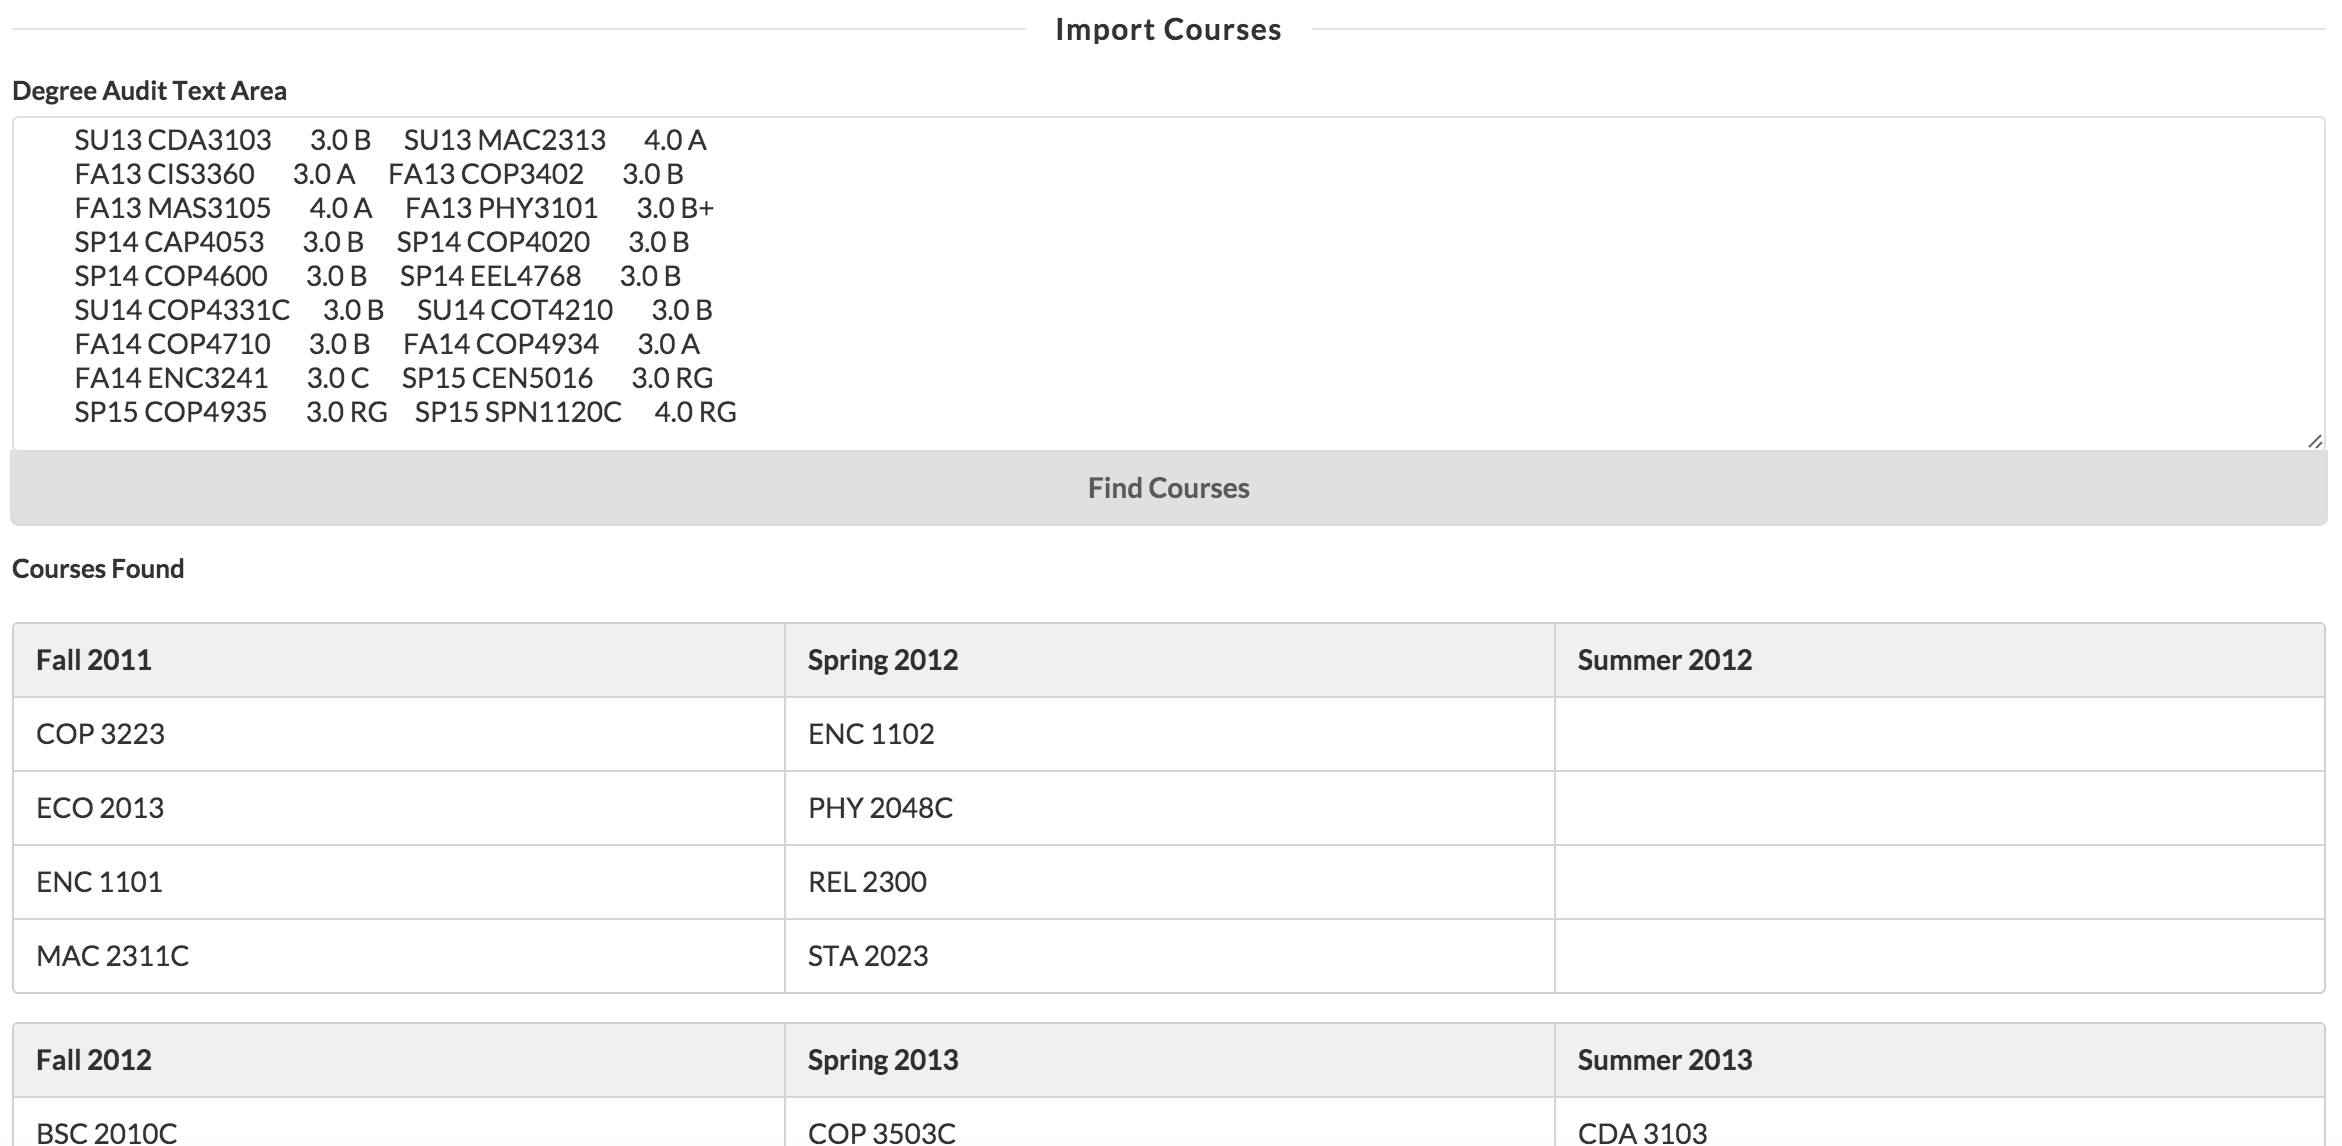 Import Courses
Degree Audit Text Area
SU13 CDA3103 3.0 B SU13 MAC2313 4.0 A
FA13 CIS3360 3.0 A FA13 COP3402 3.0 B
FA13 MAS3105 4.0 A FA13 PHY3101 3.0 B+
SP14 CAP4053 3.0 B SP14 COP4020 3.0 B
SP14 COP4600 3.0 B SP14 EEL4768 3.0 B
SU14 COP4331C 3.0 B SU14 COT4210 3.0 B
FA14 COP4710 3.0 B FA14 COP4934 3.0 A
FA14 ENC3241 3.0 C SP15 CEN5016 3.0 RG
SP15 COP4935 3.0 RG SP15 SPN1120C 4.0 RG
Find Courses
Courses Found
Fall 2011 Spring 2012 Summer 2012
COP 3223 ENC 1102
ECO 2013 PHY 2048C
ENC 1101 REL 2300
MAC 2311C STA 2023
Fall 2012 Spring 2013 Summer 2013
BSC 2010C COP 3503C CDA 3103